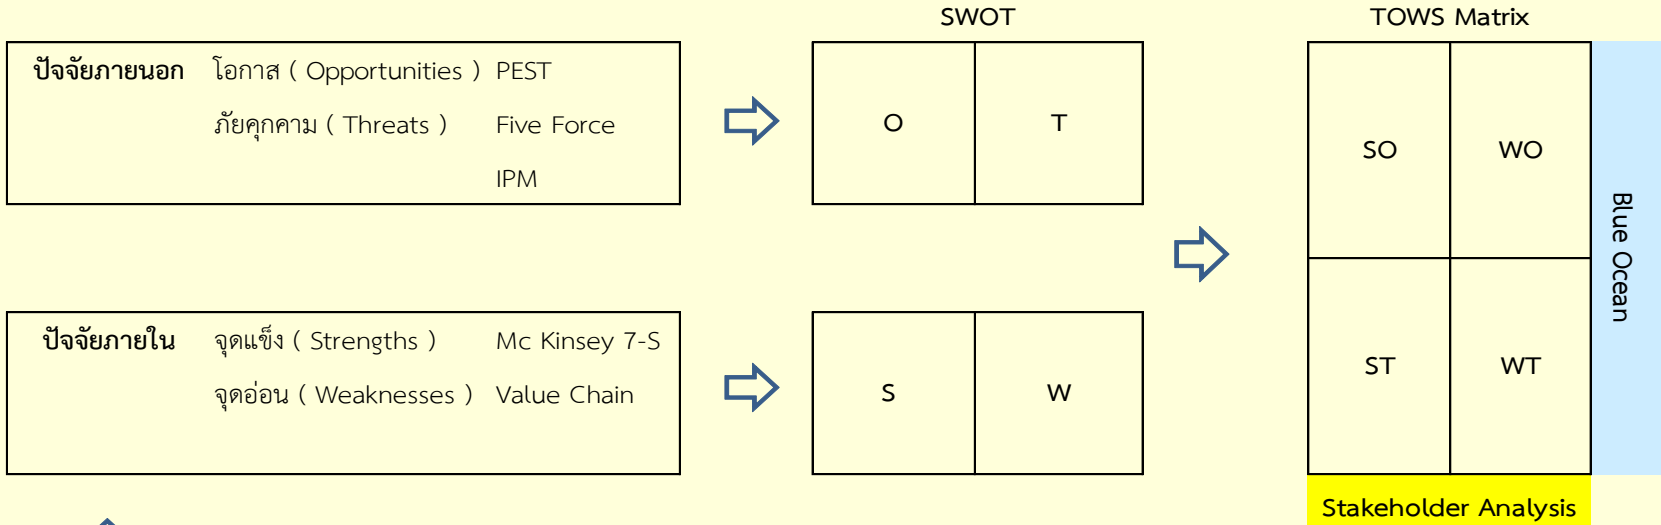 SWOT
TOWS Matrix
ปัจจัยภายนอก โอกาส ( Opportunities ) PEST
ภัยคุกคาม ( Threats ) Five Force
IPM
O T
SO WO
Blue Ocean
ปัจจัยภายใน จุดแข็ง ( Strengths ) Mc Kinsey 7-S
จุดอ่อน ( Weaknesses ) Value Chain
S W
ST WT
Stakeholder Analysis